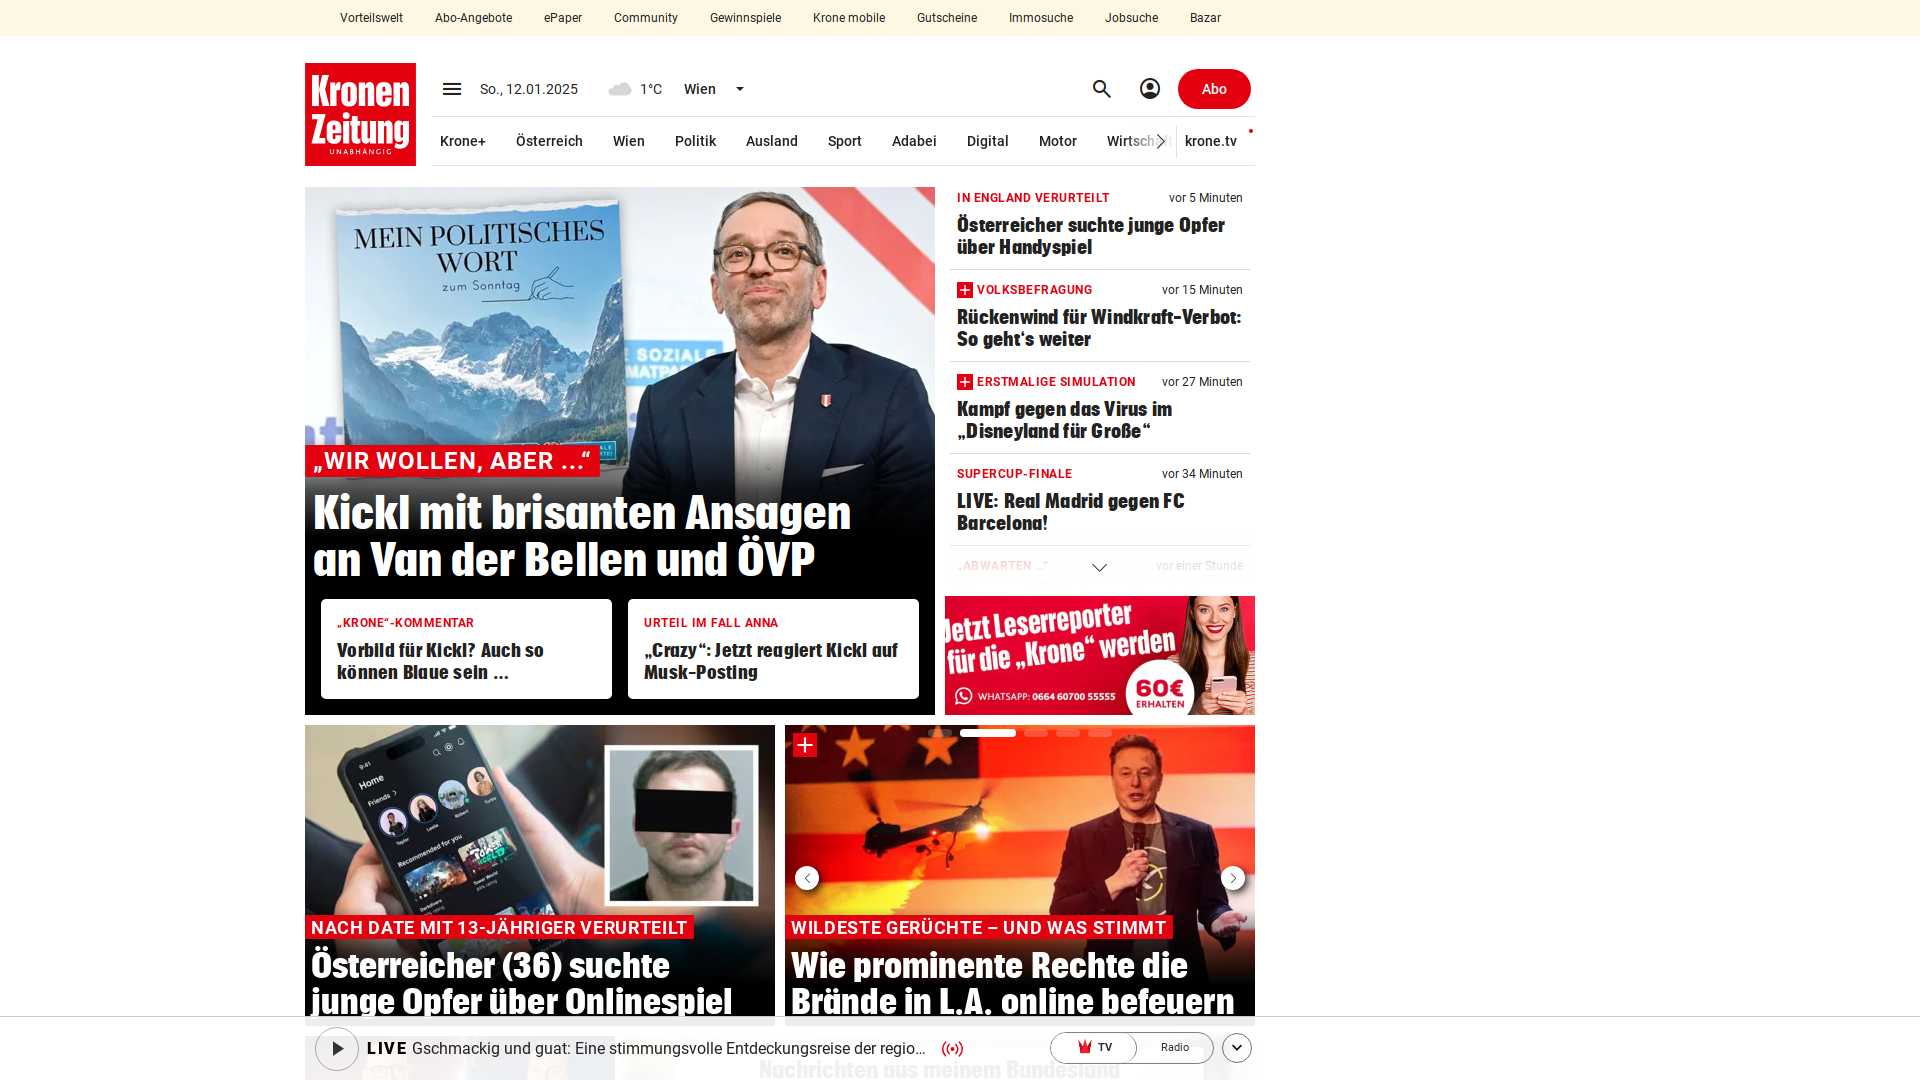 Vorteilswelt Abo-Angebote ePaper Community Gewinnspiele Krone mobile Gutscheine Immosuche Jobsuche Bazar
Kronen
Zeitung
UNABHÄNGIG
So., 12.01.2025 1°C Wien
Abo
Krone+ Österreich Wien Politik Ausland Sport Adabei Digital Motor Wirtschaft krone.tv
MEIN POLITISCHES
WORT
zum Sonntag
E SOZIALE
„WIR WOLLEN, ABER ...“
Kickl mit brisanten Ansagen
an Van der Bellen und ÖVP
„KRONE“-KOMMENTAR
Vorbild für Kickl? Auch so
können Blaue sein ...
URTEIL IM FALL ANNA
„Crazy“: Jetzt reagiert Kickl auf
Musk-Posting
IN ENGLAND VERURTEILT vor 5 Minuten
Österreicher suchte junge Opfer
über Handyspiel
VOLKSBEFRAGUNG vor 15 Minuten
Rückenwind für Windkraft-Verbot:
So geht‘s weiter
ERSTMALIGE SIMULATION vor 27 Minuten
Kampf gegen das Virus im
„Disneyland für Große“
SUPERCUP-FINALE vor 34 Minuten
LIVE: Real Madrid gegen FC
Barcelona!
„ABWARTEN ...“ vor einer Stunde
Jetzt Leserreporter
für die „Krone“ werden
WHATSAPP: 0664 60700 55555
60€
ERHALTEN
9:41
Home
Friends
Recommended for you
NACH DATE MIT 13-JÄHRIGER VERURTEILT
Österreicher (36) suchte
junge Opfer über Onlinespiel
WILDESTE GERÜCHTE – UND WAS STIMMT
Wie prominente Rechte die
Brände in L.A. online befeuern
LIVE Gschmackig und guat: Eine stimmungsvolle Entdeckungsreise der regio...
TV Radio
Nachrichten aus meinem Bundesland